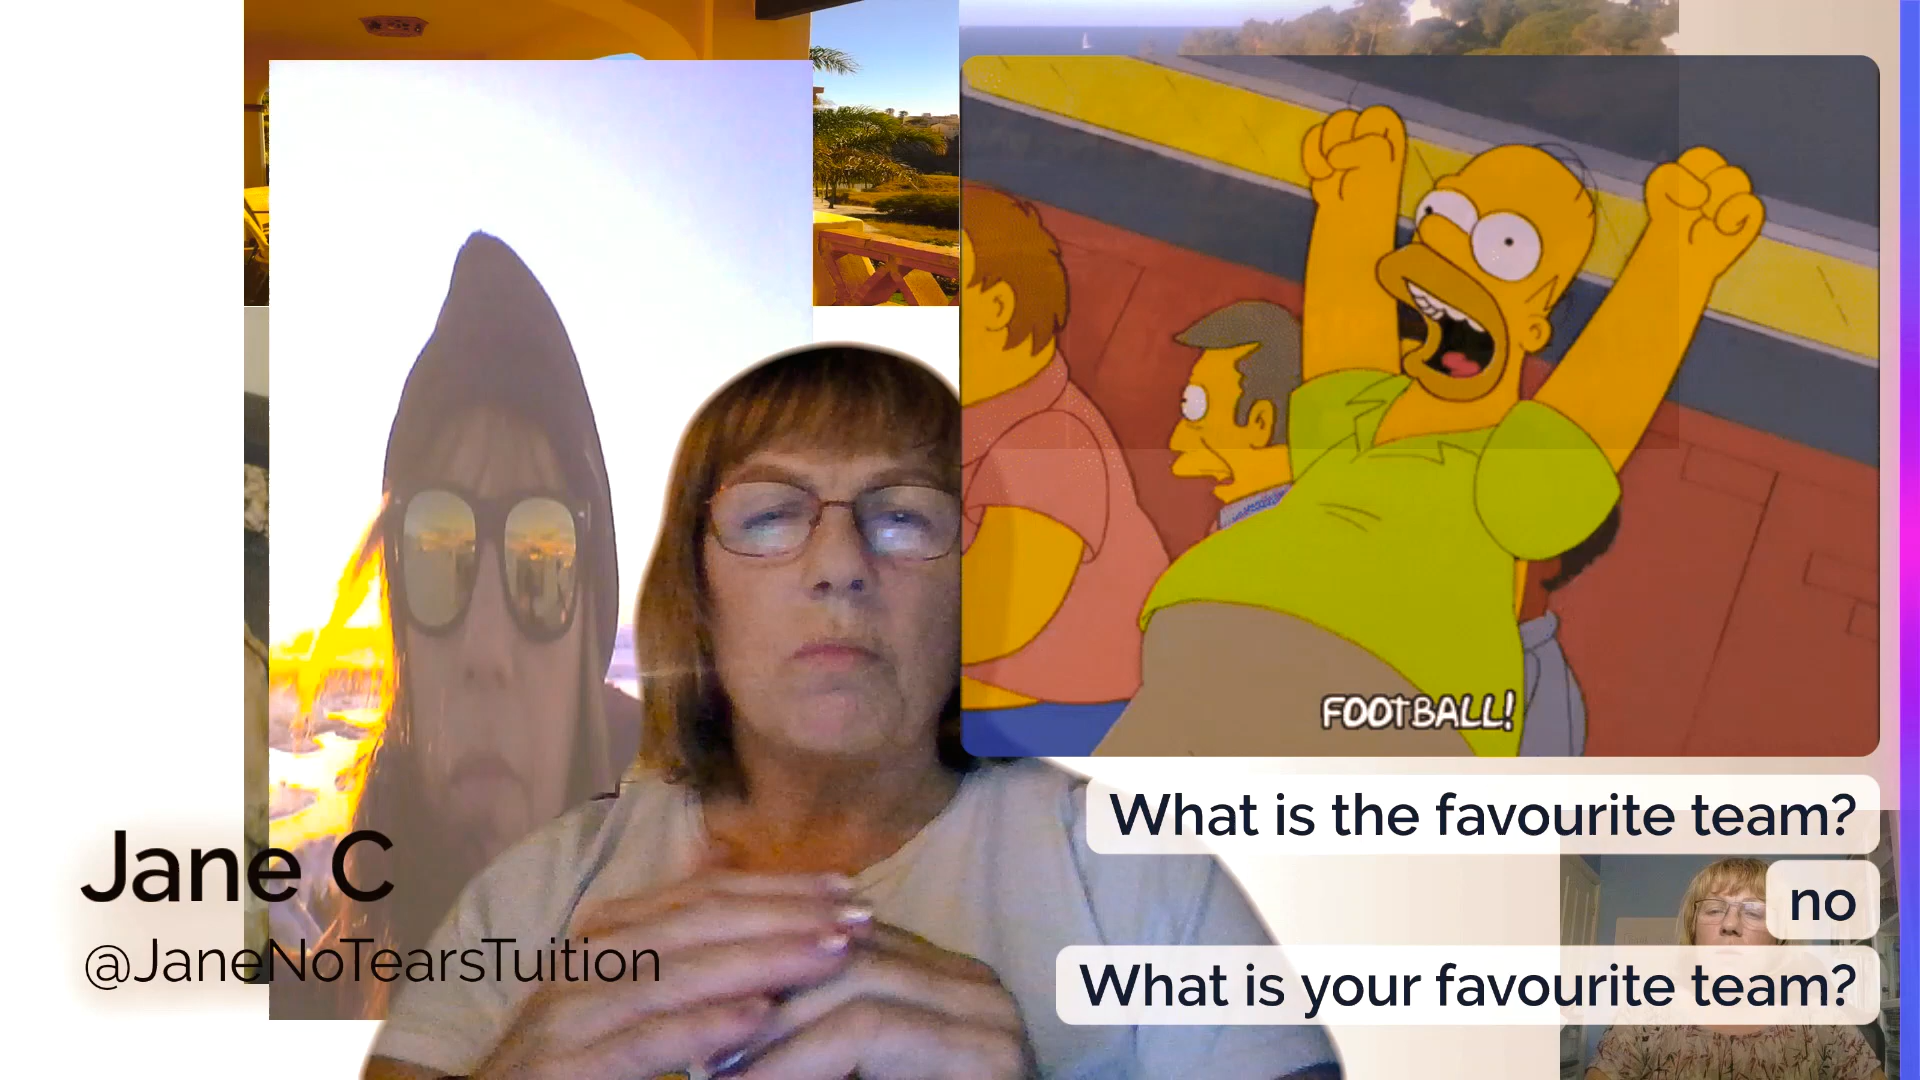 FOOTBALL!
What is the favourite team?
no
What is your favourite team?
Jane C
@JaneNoTearsTuition